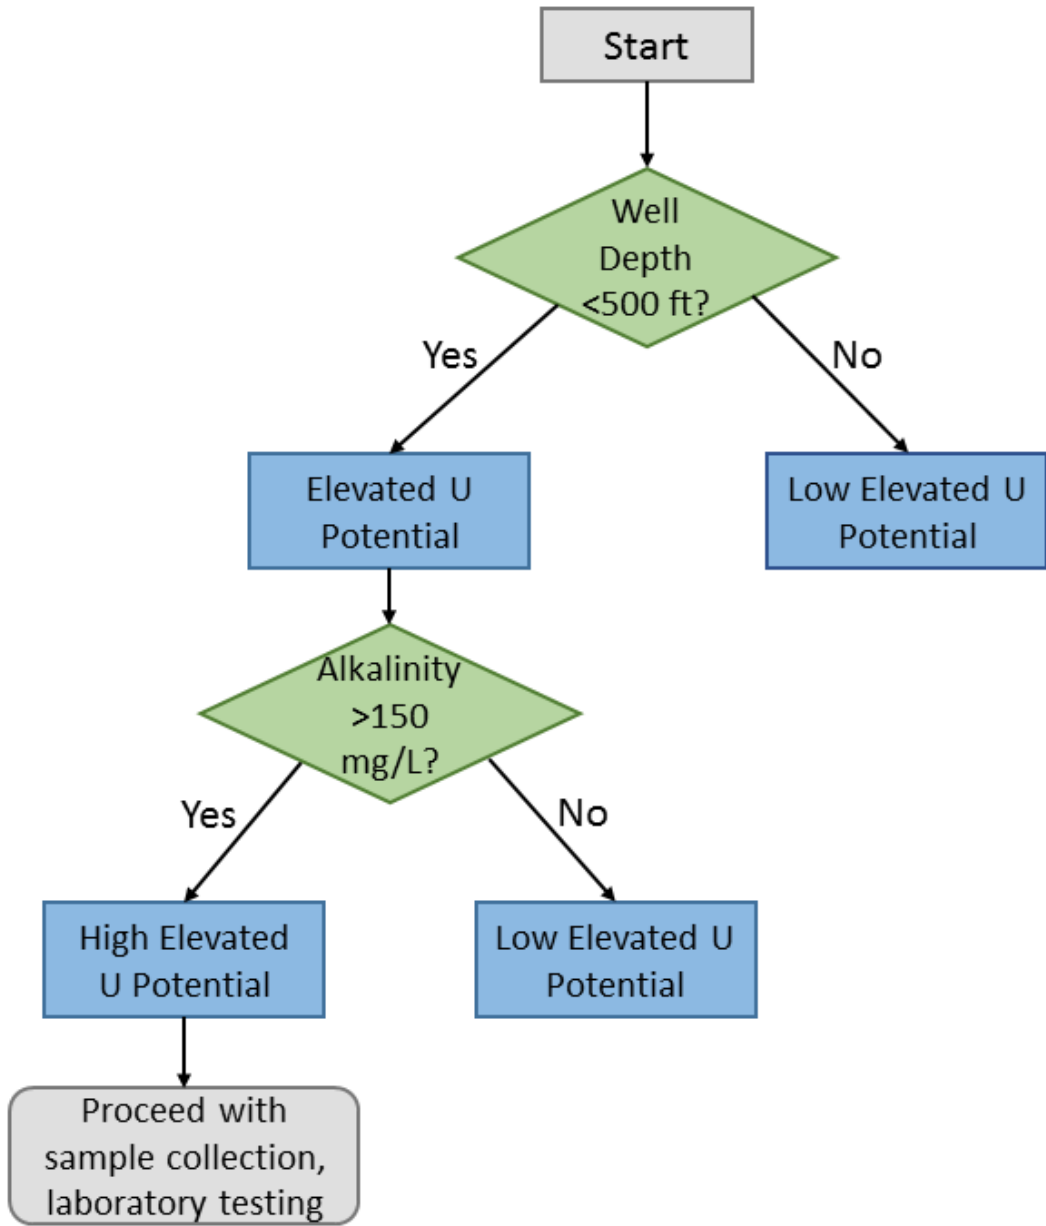 Start
Well
Depth
<500 ft?
Yes
No
Elevated U
Potential
Low Elevated U
Potential
Alkalinity
>150
mg/L?
Yes
No
High Elevated
U Potential
Low Elevated U
Potential
Proceed with
sample collection,
laboratory testing